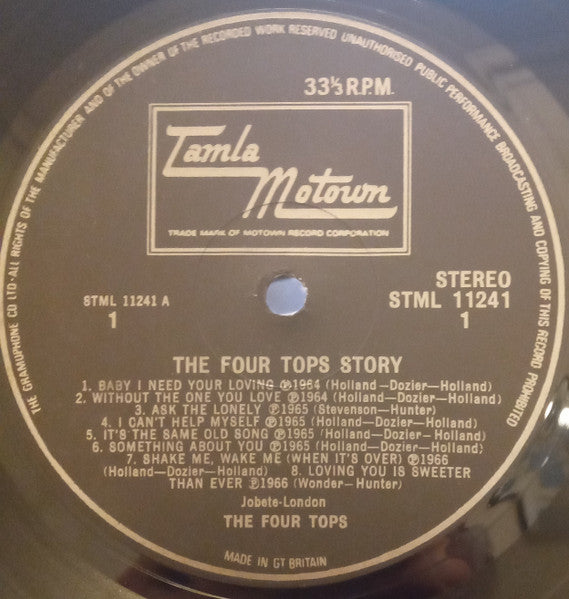 THE GRAMOPHONE CO LTD·ALL RIGHTS OF THE MANUFACTURER AND OF THE OWNER OF THE RECORDED WORK RESERVED UNAUTHORISED PUBLIC PERFORMANCE BROADCASTING AND COPYING OF THIS RECORD PROHIBITED
33⅓ RPM
Tamla
Motown
TRADE MARK OF MOTOWN RECORD CORPORATION
STML 11241 A
1
STEREO
STML 11241
1
THE FOUR TOPS STORY
1. BABY I NEED YOUR LOVING ℗1964 (Holland—Dozier—Holland)
2. WITHOUT THE ONE YOU LOVE ℗1964 (Holland—Dozier—Holland)
3. ASK THE LONELY ℗1965 (Stevenson—Hunter)
4. I CAN'T HELP MYSELF ℗1965 (Holland—Dozier—Holland)
5. IT'S THE SAME OLD SONG ℗1965 (Holland—Dozier—Holland)
6. SOMETHING ABOUT YOU ℗1965 (Holland—Dozier—Holland)
7. SHAKE ME, WAKE ME (WHEN IT'S OVER) ℗1966
(Holland—Dozier—Holland) 8. LOVING YOU IS SWEETER
THAN EVER ℗1966 (Wonder—Hunter)
Jobete-London
THE FOUR TOPS
MADE IN GT BRITAIN